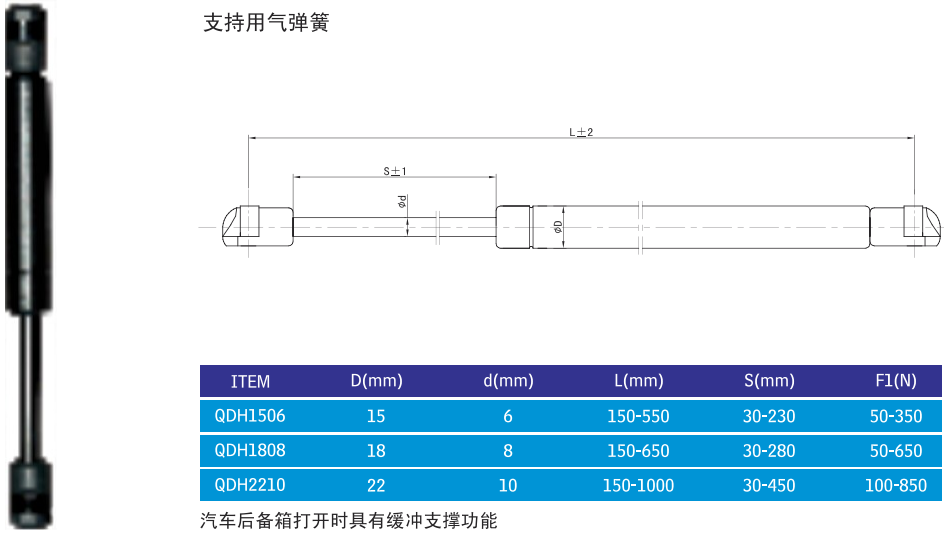 支持用气弹簧
L±2
S±1
ød
øD
ITEM D(mm) d(mm) L(mm) S(mm) F1(N)
QDH1506 15 6 150-550 30-230 50-350
QDH1808 18 8 150-650 30-280 50-650
QDH2210 22 10 150-1000 30-450 100-850
汽车后备箱打开时具有缓冲支撑功能